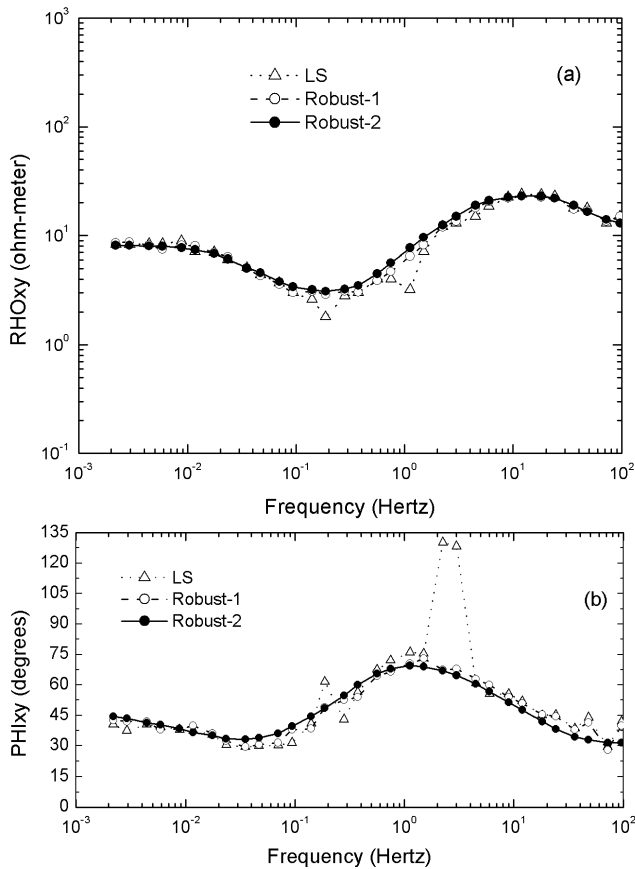 10³
10²
10¹
10⁰
10⁻¹
RHOxy (ohm-meter)
LS
Robust-1
Robust-2
(a)
10⁻³ 10⁻² 10⁻¹ 10⁰ 10¹ 10²
Frequency (Hertz)
135
120
105
90
75
60
45
30
15
0
PHIxy (degrees)
LS
Robust-1
Robust-2
(b)
10⁻³ 10⁻² 10⁻¹ 10⁰ 10¹ 10²
Frequency (Hertz)